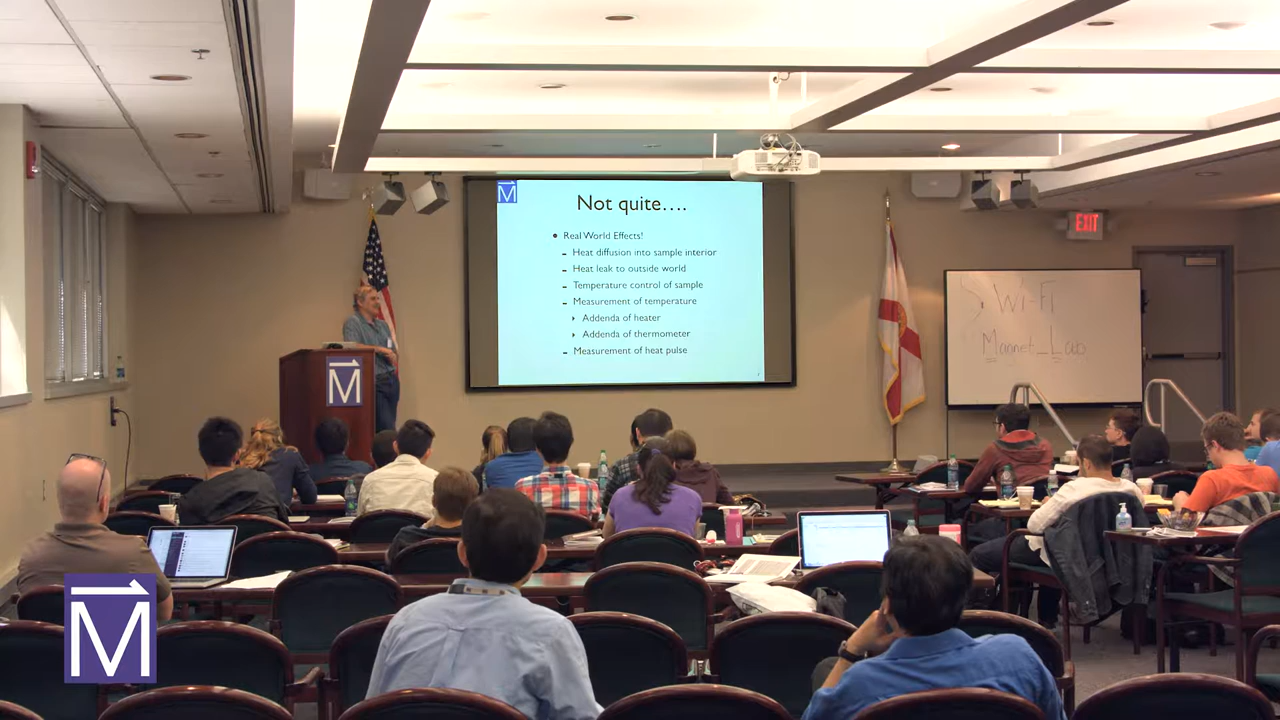 M
Not quite....
• Real World Effects!
– Heat diffusion into sample interior
– Heat leak to outside world
– Temperature control of sample
– Measurement of temperature
‣ Addenda of heater
‣ Addenda of thermometer
– Measurement of heat pulse
EXIT
Wi-Fi
Magnet_Lab
M
M